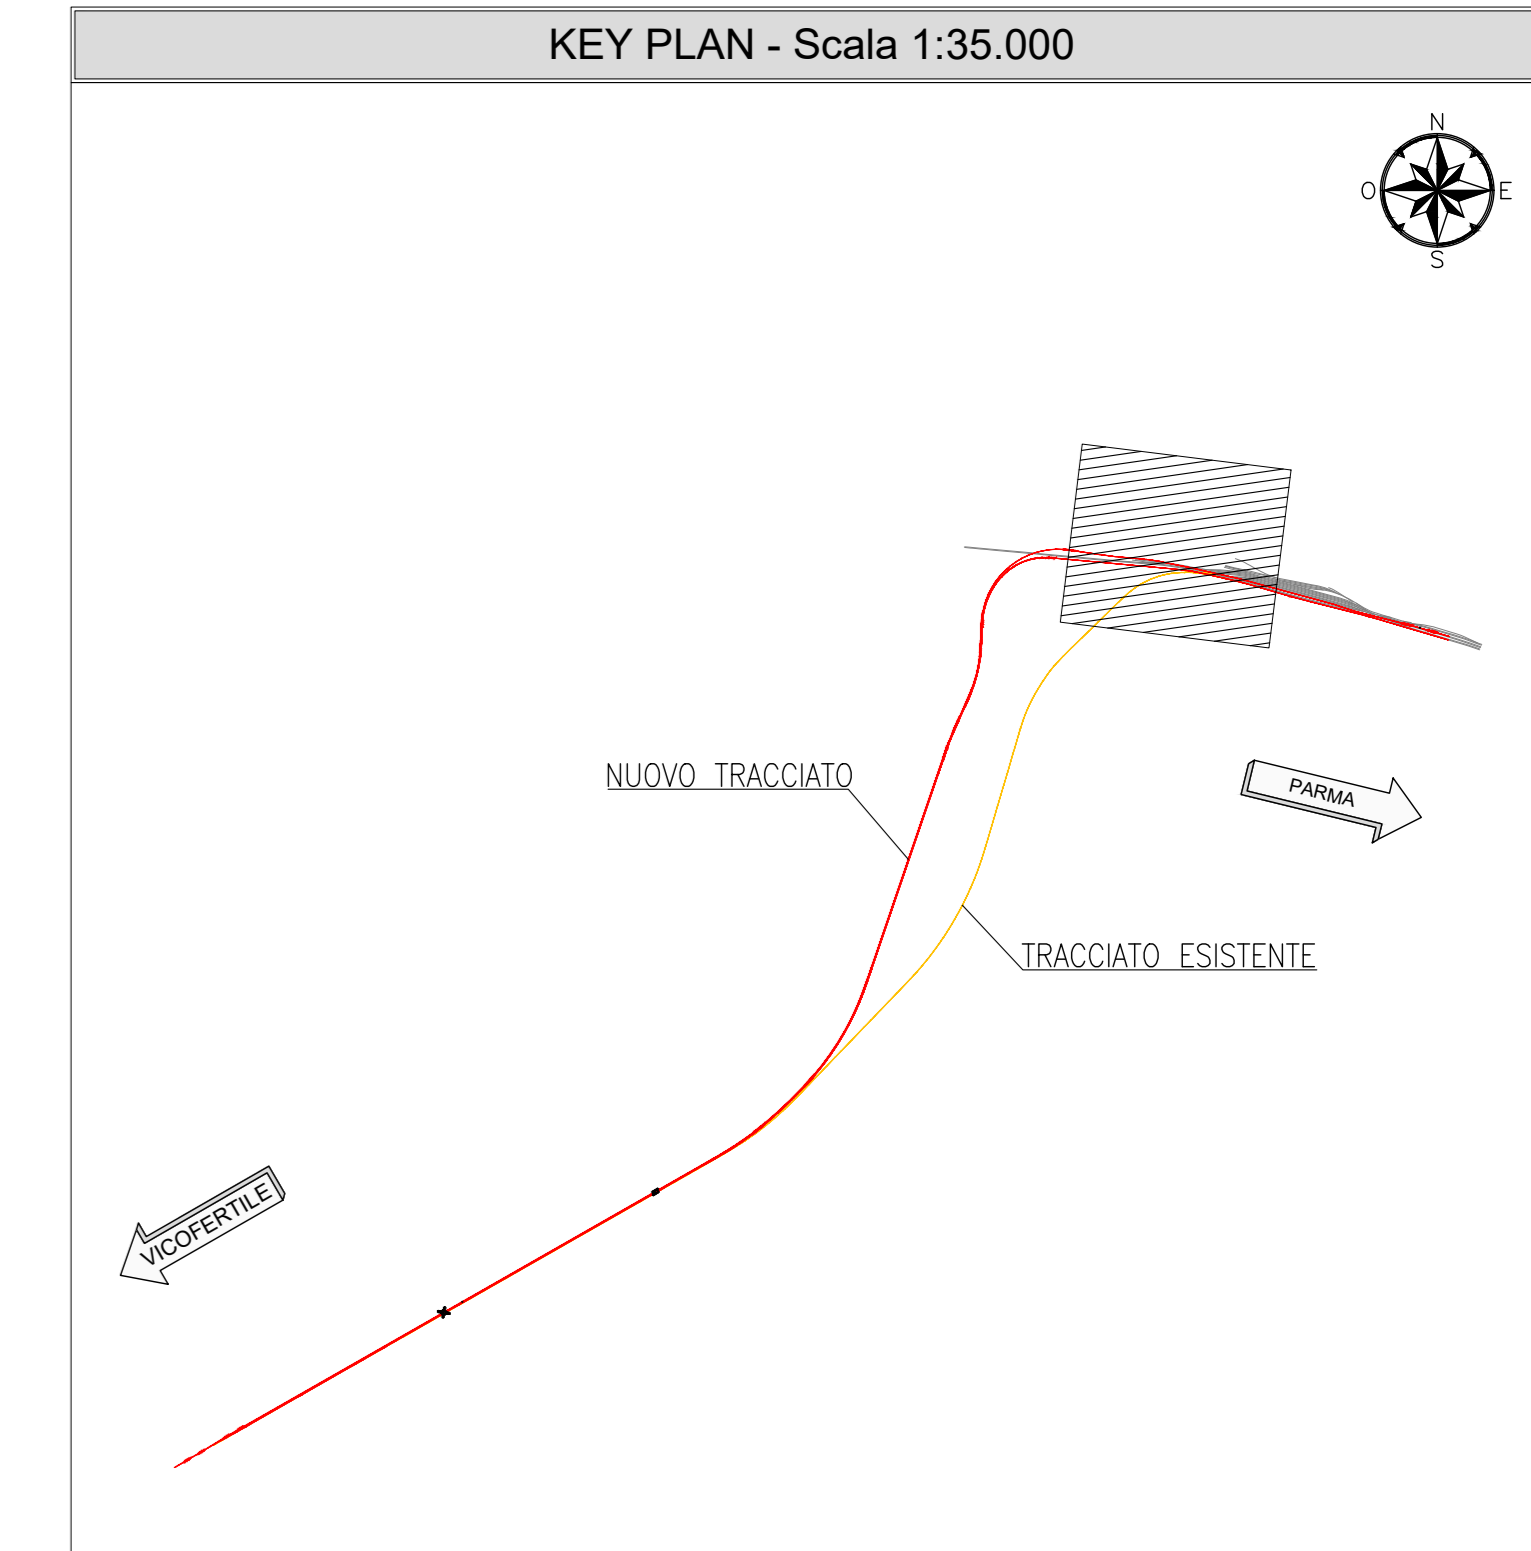 KEY PLAN - Scala 1:35.000
N
O
E
S
NUOVO TRACCIATO
PARMA
TRACCIATO ESISTENTE
VICOFERTILE